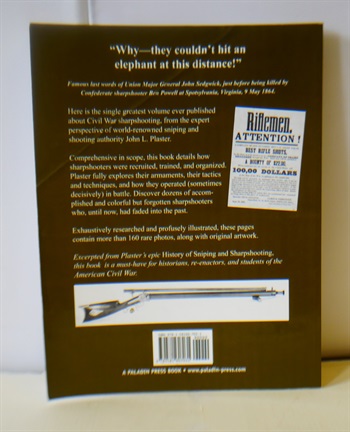 “Why—they couldn’t hit an
elephant at this distance!”
Famous last words of Union Major General John Sedgwick, just before being killed by
Confederate sharpshooter Ben Powell at Spotsylvania, Virginia, 9 May 1864.
Here is the single greatest volume ever published
about Civil War sharpshooting, from the expert
perspective of world-renowned sniping and
shooting authority John L. Plaster.
Riflemen,
ATTENTION!
BEST RIFLE SHOTS,
100,00 DOLLARS
Comprehensive in scope, this book details how
sharpshooters were recruited, trained, and organized.
Plaster fully explores their armaments, their tactics
and techniques, and how they operated (sometimes
decisively) in battle. Discover dozens of accom-
plished and colorful but forgotten sharpshooters
who, until now, had faded into the past.
Exhaustively researched and profusely illustrated, these pages
contain more than 160 rare photos, along with original artwork.
Excerpted from Plaster’s epic History of Sniping and Sharpshooting,
this book is a must-have for historians, re-enactors, and students of the
American Civil War.
A PALADIN PRESS BOOK • www.paladin-press.com